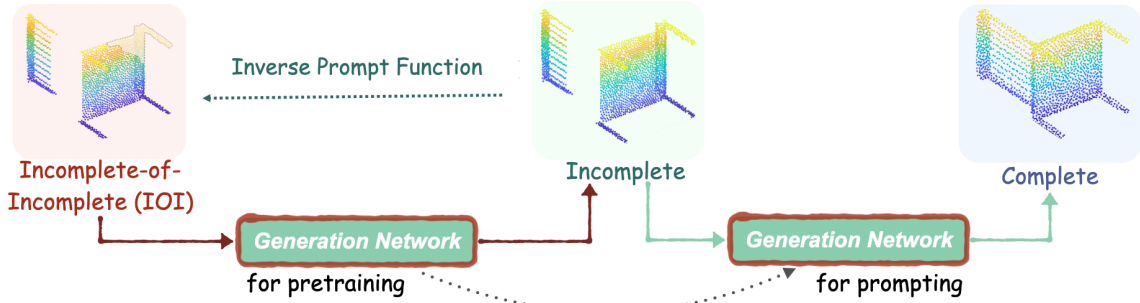 Inverse Prompt Function
Incomplete-of-
Incomplete (IOI)
Incomplete
Complete
Generation Network
Generation Network
for pretraining
for prompting